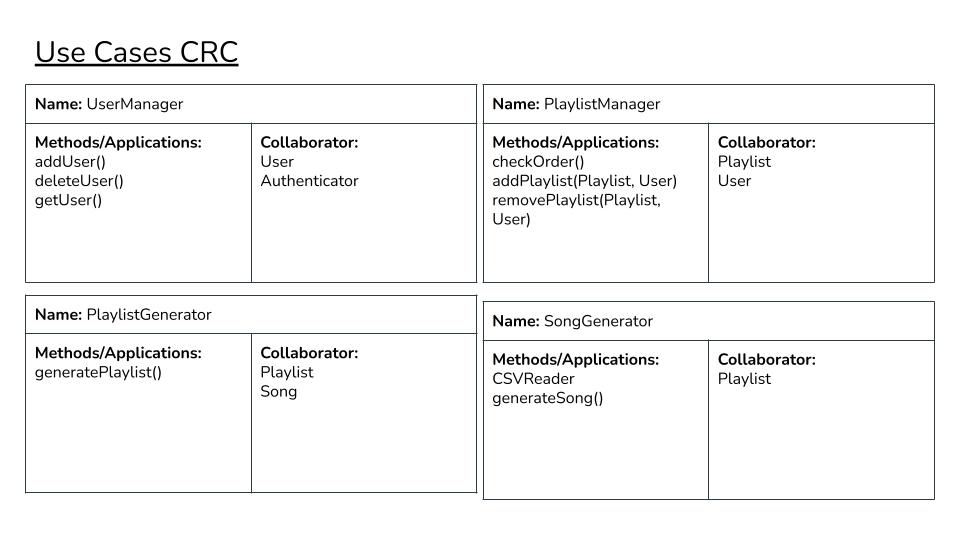 Use Cases CRC
Name: UserManager
Methods/Applications:
addUser()
deleteUser()
getUser()
Collaborator:
User
Authenticator
Name: PlaylistManager
Methods/Applications:
checkOrder()
addPlaylist(Playlist, User)
removePlaylist(Playlist,
User)
Collaborator:
Playlist
User
Name: PlaylistGenerator
Methods/Applications:
generatePlaylist()
Collaborator:
Playlist
Song
Name: SongGenerator
Methods/Applications:
CSVReader
generateSong()
Collaborator:
Playlist